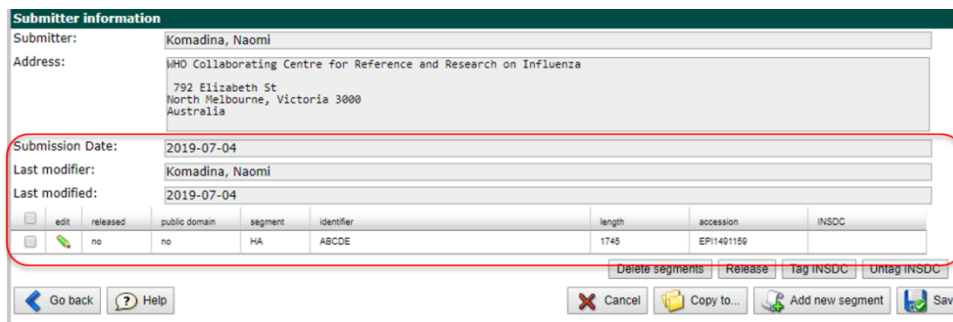 Submitter information
Submitter: Komadina, Naomi
Address: WHO Collaborating Centre for Reference and Research on Influenza
792 Elizabeth St
North Melbourne, Victoria 3000
Australia
Submission Date: 2019-07-04
Last modifier: Komadina, Naomi
Last modified: 2019-07-04
edit released public domain segment identifier length accession INSDC
no no HA ABCDE 1745 EPI1491159
Delete segments Release Tag INSDC Untag INSDC
Go back Help Cancel Copy to... Add new segment Sav